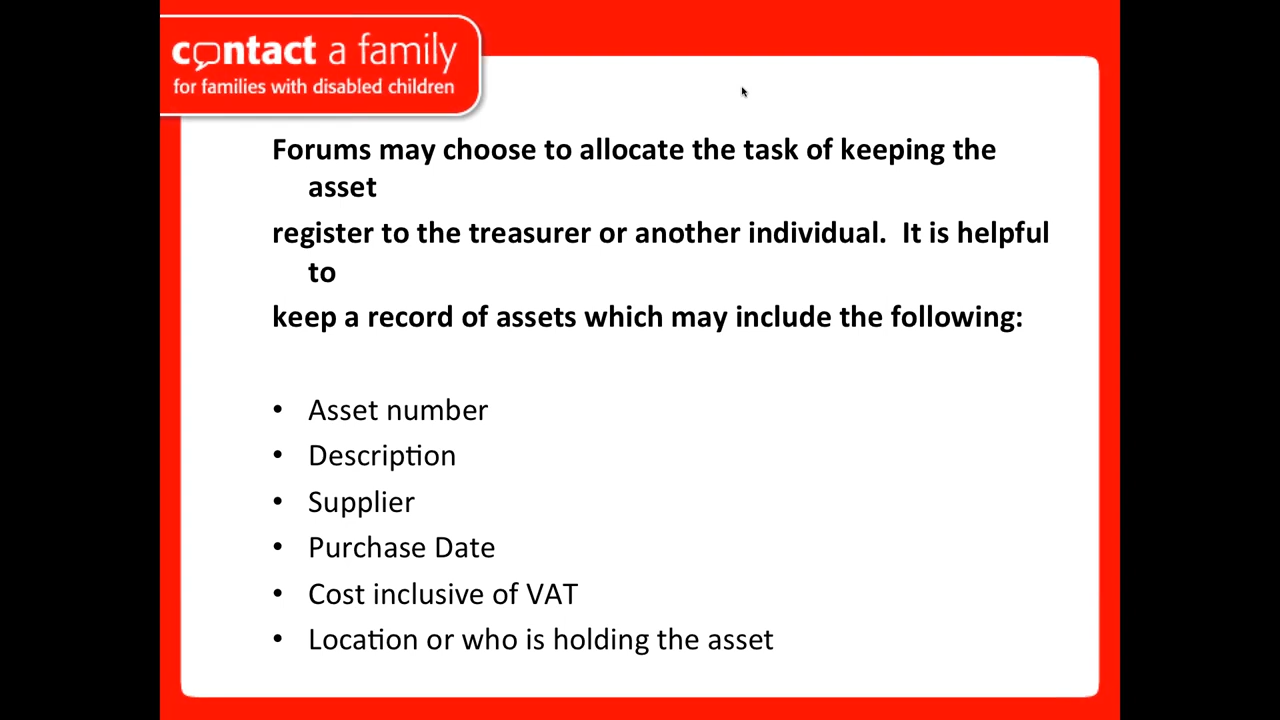 contact a family
for families with disabled children
Forums may choose to allocate the task of keeping the
asset
register to the treasurer or another individual.  It is helpful
to
keep a record of assets which may include the following:
• Asset number
• Description
• Supplier
• Purchase Date
• Cost inclusive of VAT
• Location or who is holding the asset